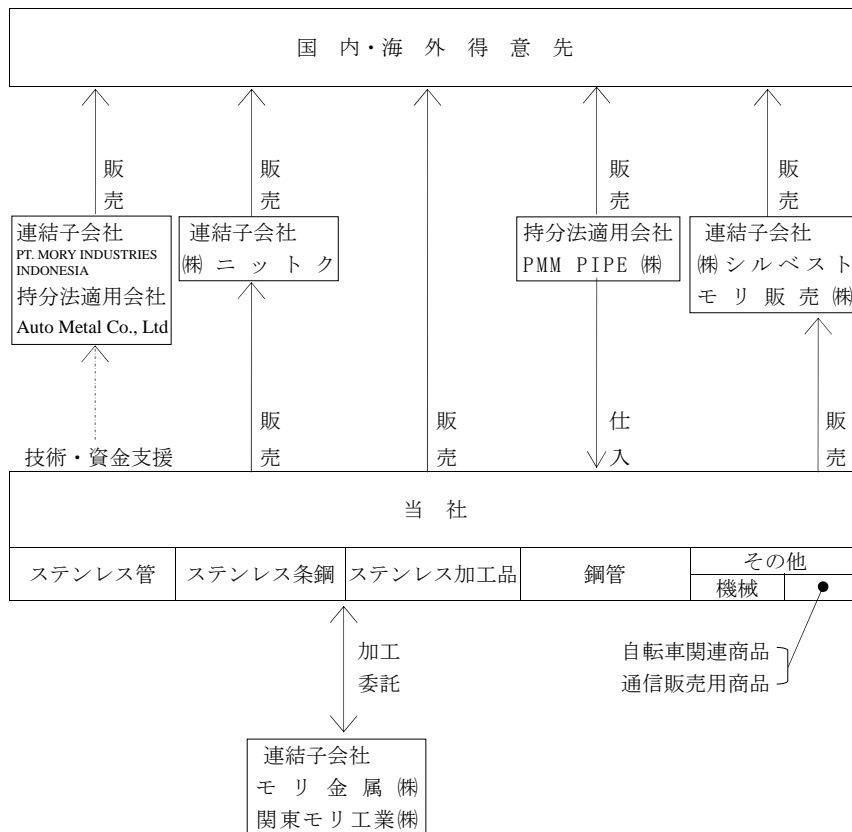 国内・海外得意先
販売
販売
販売
販売
連結子会社
PT. MORY INDUSTRIES
INDONESIA
持分法適用会社
Auto Metal Co., Ltd
連結子会社
㈱ニットク
持分法適用会社
PMM PIPE ㈱
連結子会社
㈱シルベスト
モリ販売㈱
技術・資金支援
販売
販売
仕入
販売
当社
ステンレス管
ステンレス条鋼
ステンレス加工品
鋼管
その他
機械
加工
委託
自転車関連商品
通信販売用商品
連結子会社
モリ金属㈱
関東モリ工業㈱